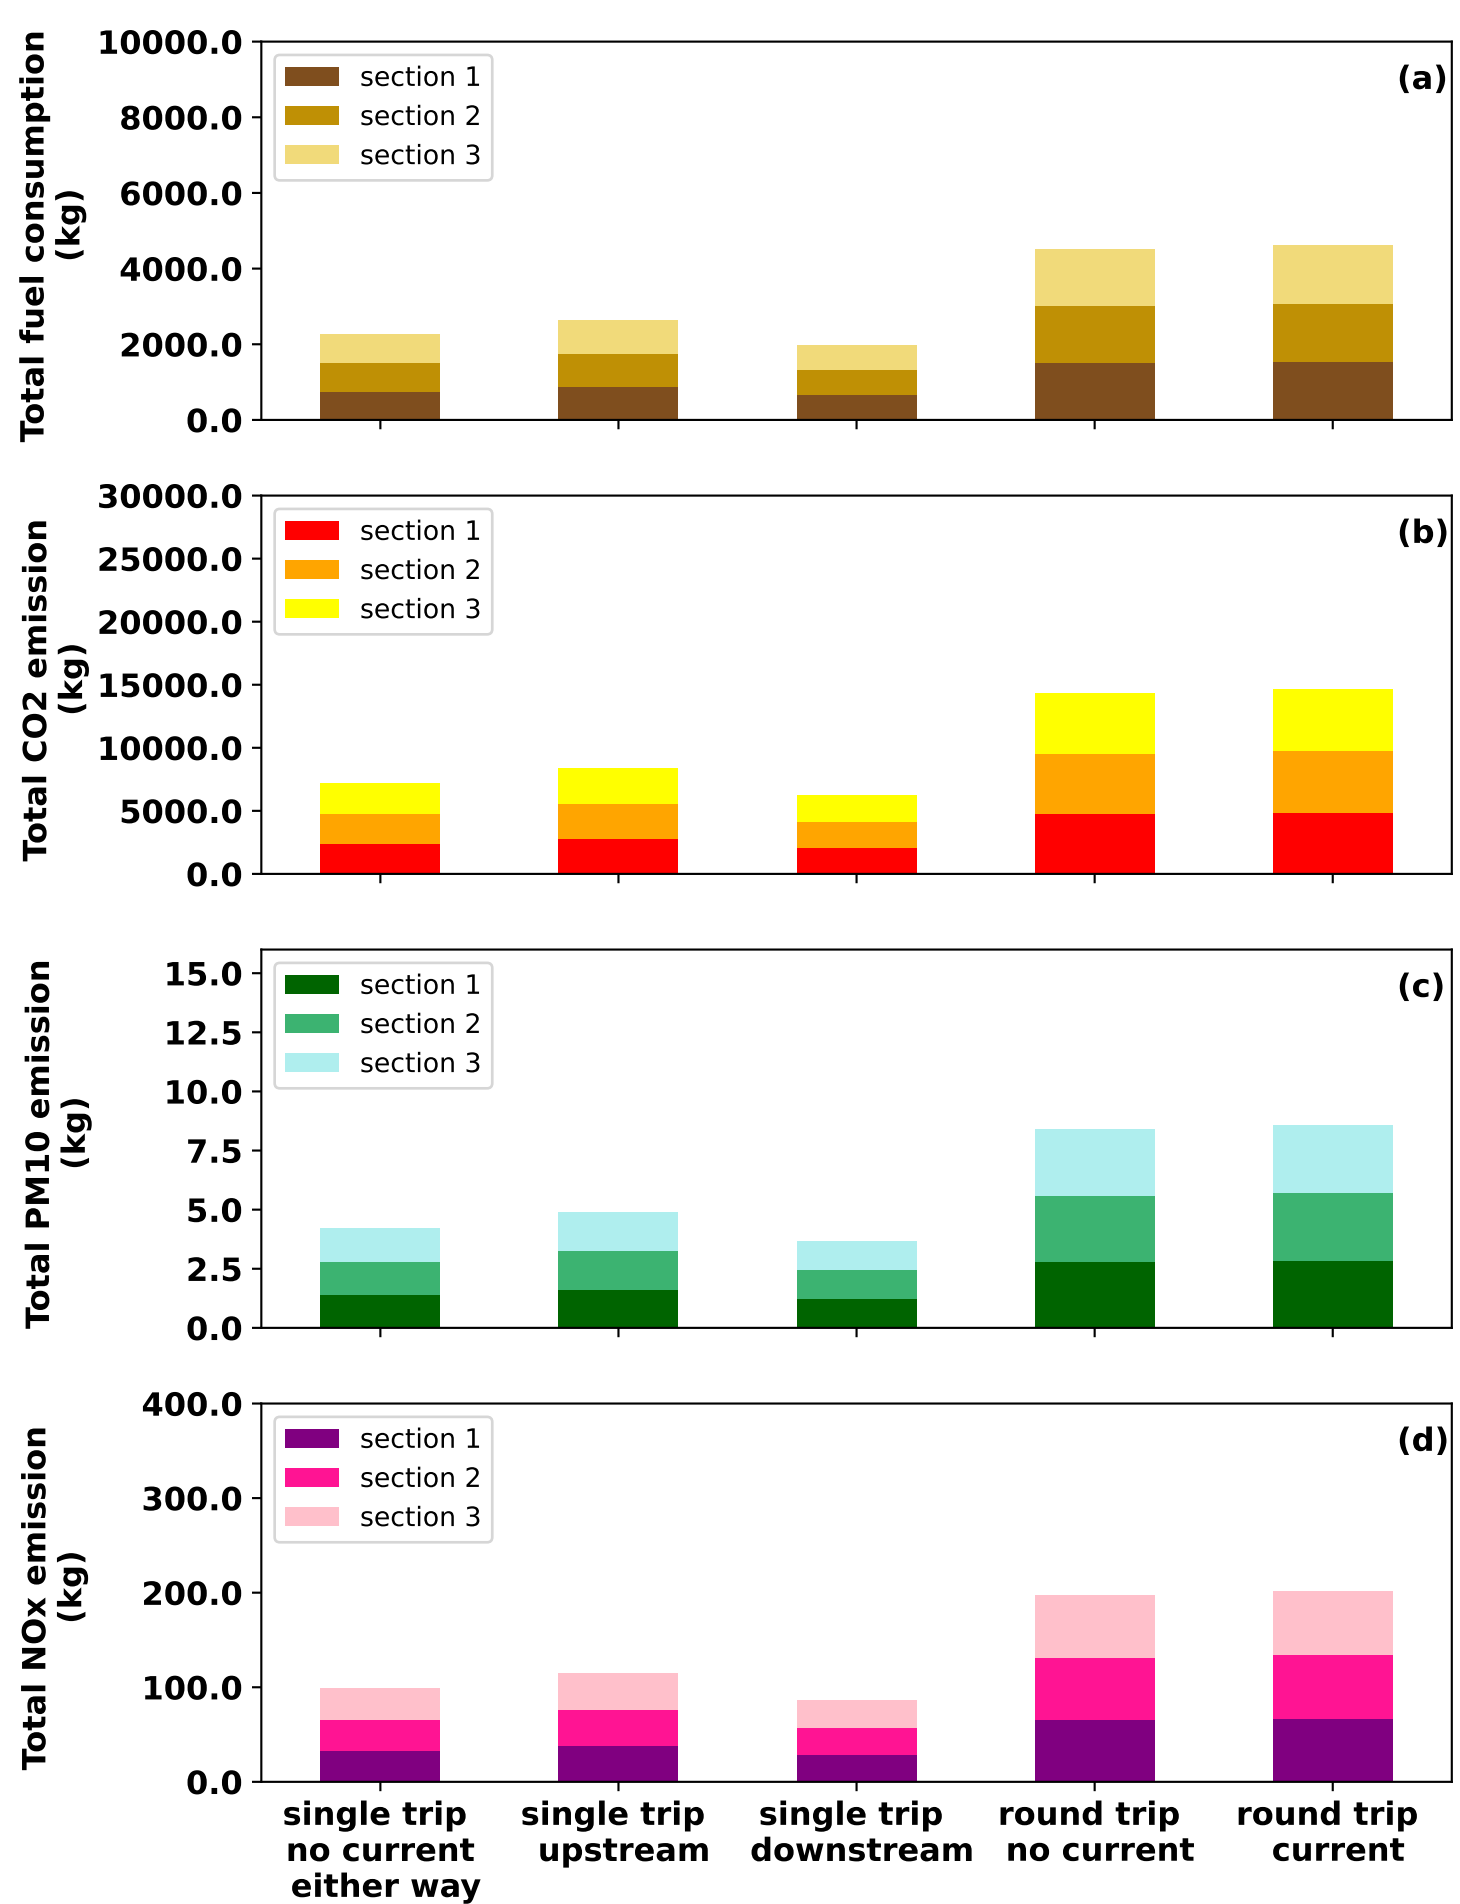 Total fuel consumption
(kg)
10000.0
8000.0
6000.0
4000.0
2000.0
0.0
section 1
section 2
section 3
(a)
Total CO2 emission
(kg)
30000.0
25000.0
20000.0
15000.0
10000.0
5000.0
0.0
section 1
section 2
section 3
(b)
Total PM10 emission
(kg)
15.0
12.5
10.0
7.5
5.0
2.5
0.0
section 1
section 2
section 3
(c)
Total NOx emission
(kg)
400.0
300.0
200.0
100.0
0.0
section 1
section 2
section 3
(d)
single trip
no current
either way
single trip
upstream
single trip
downstream
round trip
no current
round trip
current